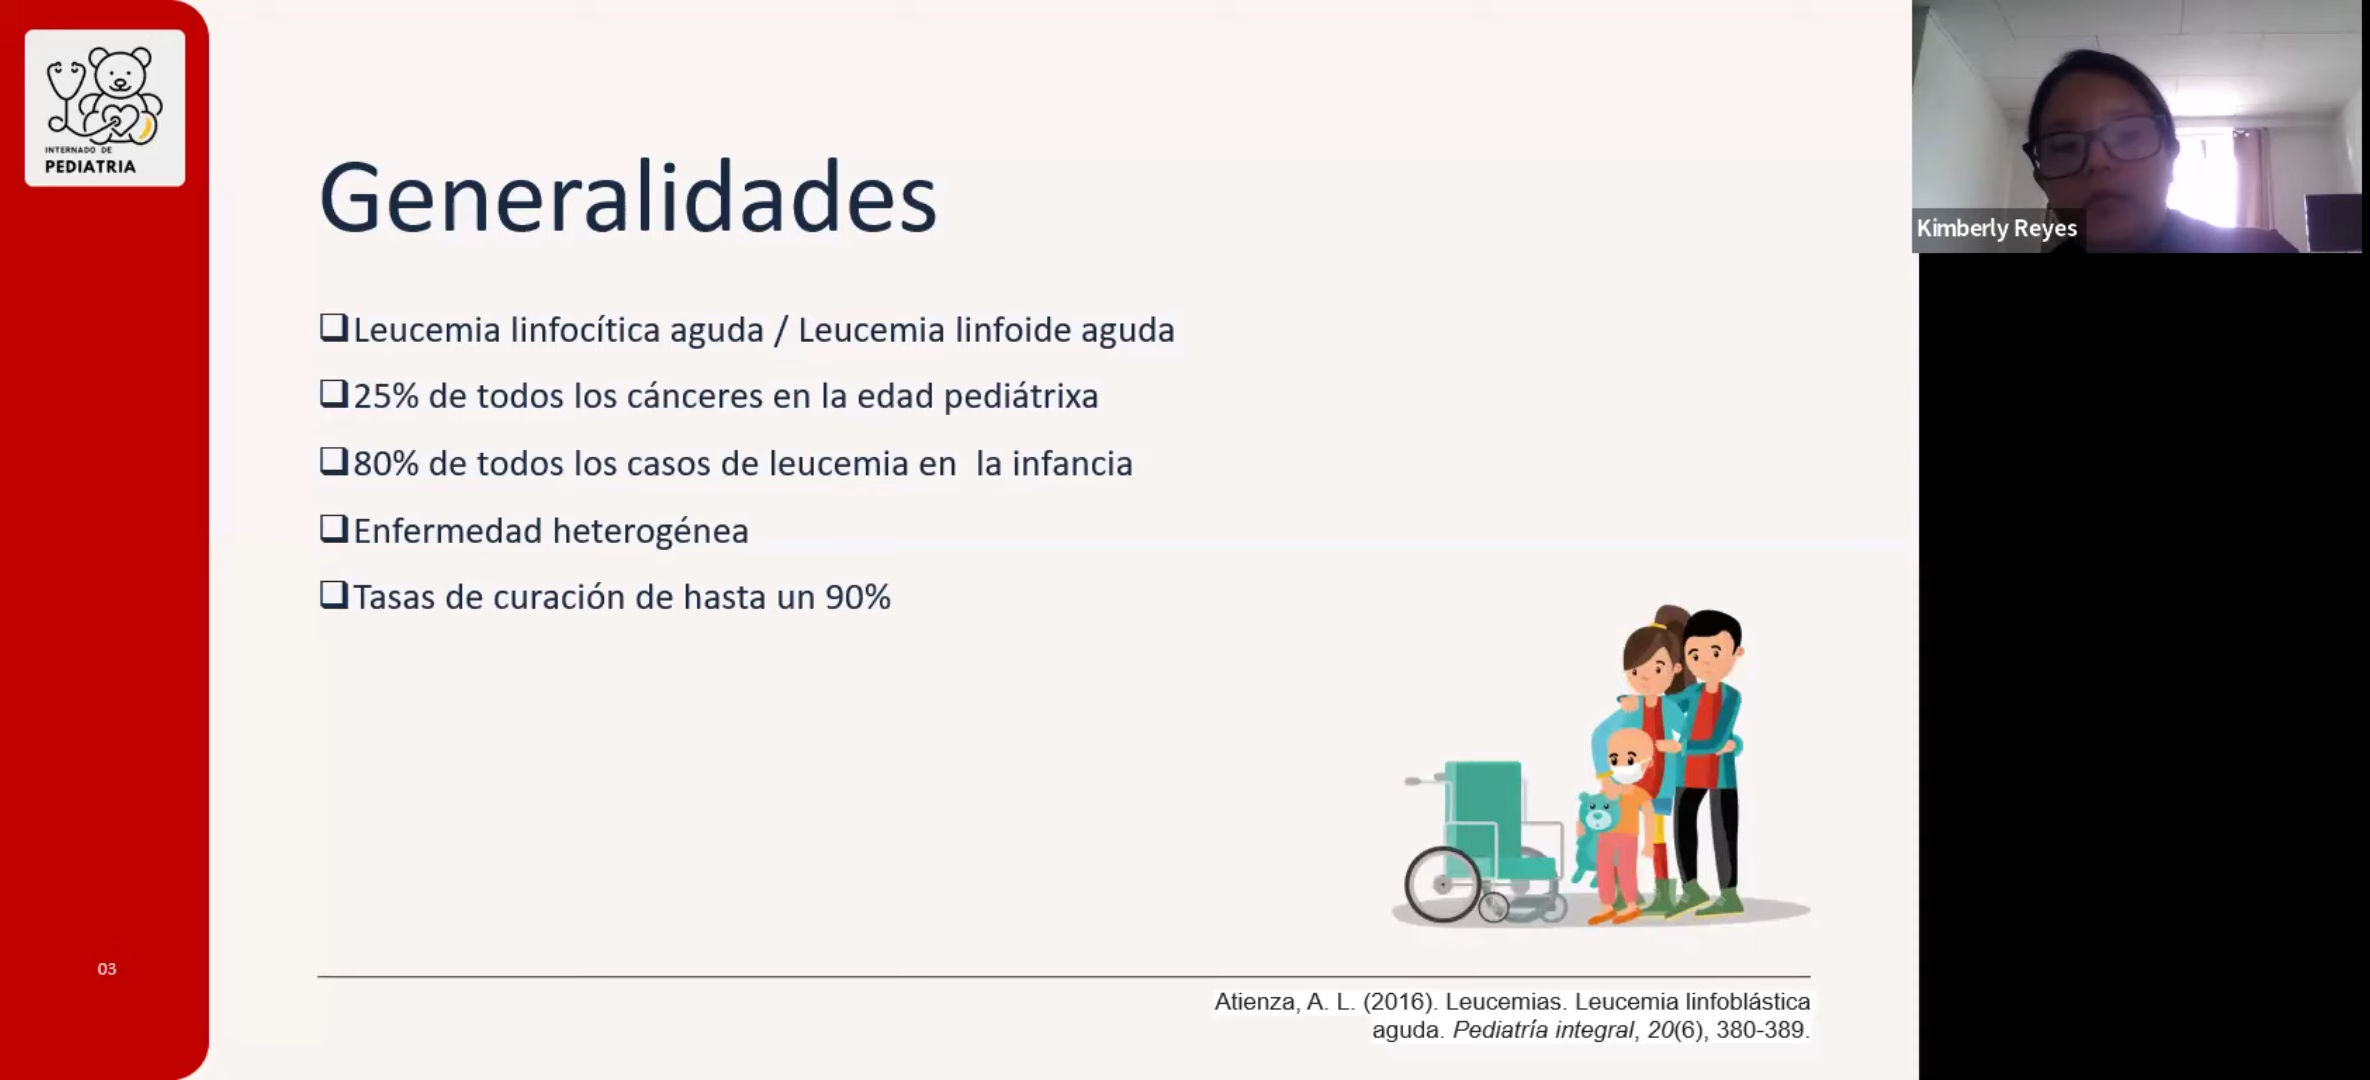 INTERNADO DE
PEDIATRIA
Generalidades
Leucemia linfocítica aguda / Leucemia linfoide aguda
25% de todos los cánceres en la edad pediátrixa
80% de todos los casos de leucemia en  la infancia
Enfermedad heterogénea
Tasas de curación de hasta un 90%
03
Atienza, A. L. (2016). Leucemias. Leucemia linfoblástica
aguda. Pediatría integral, 20(6), 380-389.
Kimberly Reyes